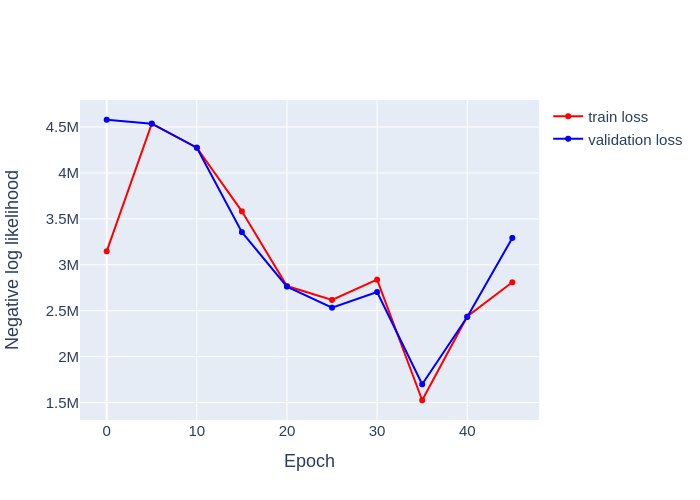 train loss
validation loss
4.5M
4M
3.5M
3M
2.5M
2M
1.5M
Negative log likelihood
0
10
20
30
40
Epoch